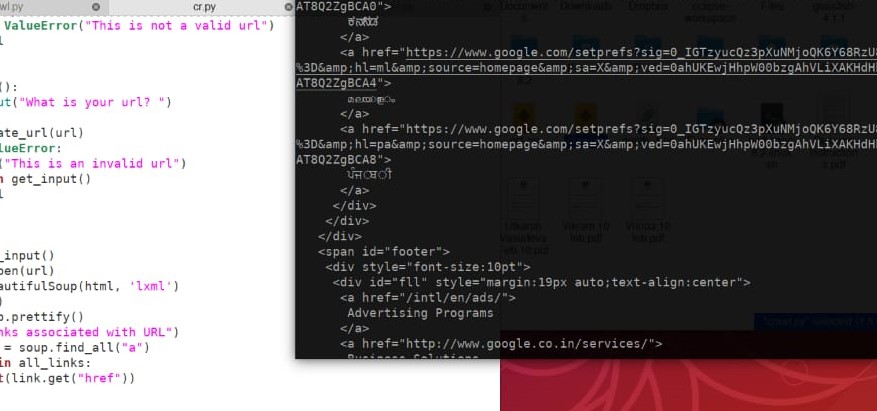 wl.py
cr.py
ValueError("This is not a valid url")
l
():
ut("What is your url? ")
ate_url(url)
lueError:
("This is an invalid url")
n get_input()
l
_input()
pen(url)
autifulSoup(html, 'lxml')
)
p.prettify()
nks associated with URL")
= soup.find_all("a")
in all_links:
t(link.get("href"))
AT8Q2ZgBCA0">
ಕನ್ನಡ
</a>
<a href="https://www.google.com/setprefs?sig=0_IGTzyucQz3pXuNMjoQK6Y68RzU
%3D&amp;hl=ml&amp;source=homepage&amp;sa=X&amp;ved=0ahUKEwjHhpW00bzgAhVLiXAKHdH
AT8Q2ZgBCA4">
മലയാളം
</a>
<a href="https://www.google.com/setprefs?sig=0_IGTzyucQz3pXuNMjoQK6Y68RzU
%3D&amp;hl=pa&amp;source=homepage&amp;sa=X&amp;ved=0ahUKEwjHhpW00bzgAhVLiXAKHdH
AT8Q2ZgBCA8">
ਪੰਜਾਬੀ
</a>
</div>
</div>
</div>
<span id="footer">
<div style="font-size:10pt">
<div id="fll" style="margin:19px auto;text-align:center">
<a href="/intl/en/ads/">
Advertising Programs
</a>
<a href="http://www.google.co.in/services/">
Business Solutions